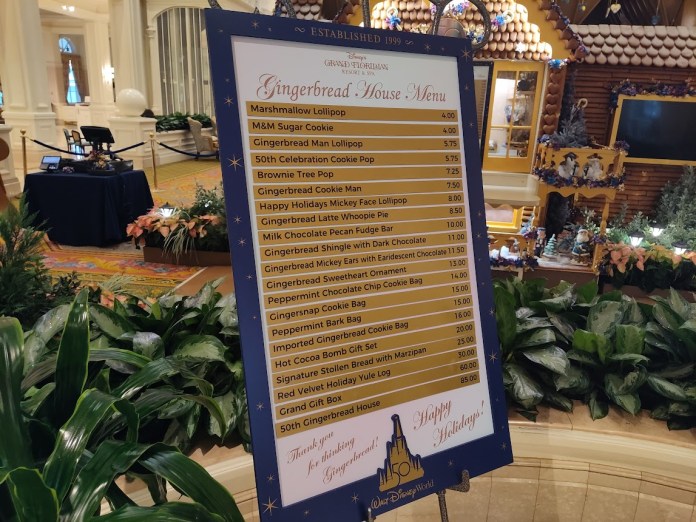 ESTABLISHED 1999
Disney's
GRAND FLORIDIAN
RESORT & SPA
Gingerbread House Menu
Marshmallow Lollipop 4.00
M&M Sugar Cookie 4.00
Gingerbread Man Lollipop 5.75
50th Celebration Cookie Pop 5.75
Brownie Tree Pop 7.25
Gingerbread Cookie Man 7.50
Happy Holidays Mickey Face Lollipop 8.00
Gingerbread Latte Whoopie Pie 8.50
Milk Chocolate Pecan Fudge Bar 10.00
Gingerbread Shingle with Dark Chocolate 11.00
Gingerbread Mickey Ears with Earidescent Chocolate 11.50
Gingerbread Sweetheart Ornament 13.00
Peppermint Chocolate Chip Cookie Bag 14.00
Gingersnap Cookie Bag 15.00
Peppermint Bark Bag 15.00
Imported Gingerbread Cookie Bag 16.00
Hot Cocoa Bomb Gift Set 20.00
Signature Stollen Bread with Marzipan 25.00
Red Velvet Holiday Yule Log 30.00
Grand Gift Box 60.00
50th Gingerbread House 85.00
Thank you
for thinking
Gingerbread!
Happy
Holidays!
50
Walt Disney World